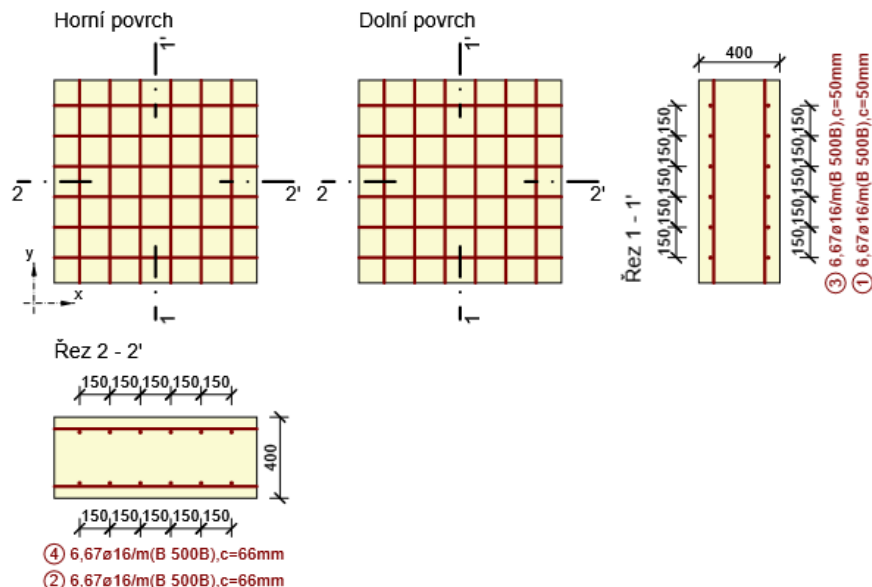 Horní povrch
Dolní povrch
1'
1'
400
2
2'
2
2'
y
x
1
1
150 150 150 150 150
150 150 150 150 150
Řez 1 - 1'
③ 6,67ø16/m(B 500B),c=50mm
① 6,67ø16/m(B 500B),c=50mm
Řez 2 - 2'
150 150 150 150 150
400
150 150 150 150 150
④ 6,67ø16/m(B 500B),c=66mm
② 6,67ø16/m(B 500B),c=66mm